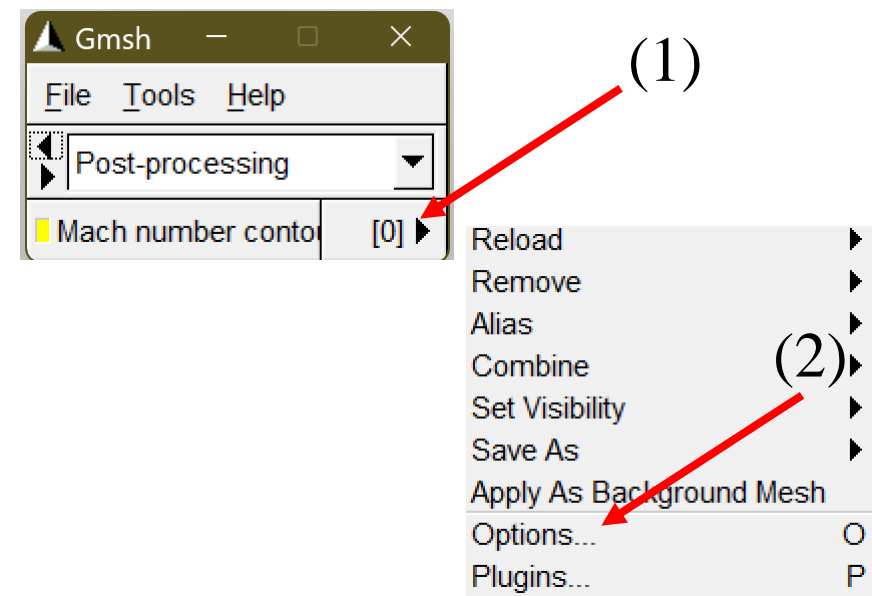 Gmsh
(1)
File Tools Help
Post-processing
Mach number conto
[0]
Reload
Remove
Alias
Combine
(2)
Set Visibility
Save As
Apply As Background Mesh
Options... O
Plugins... P